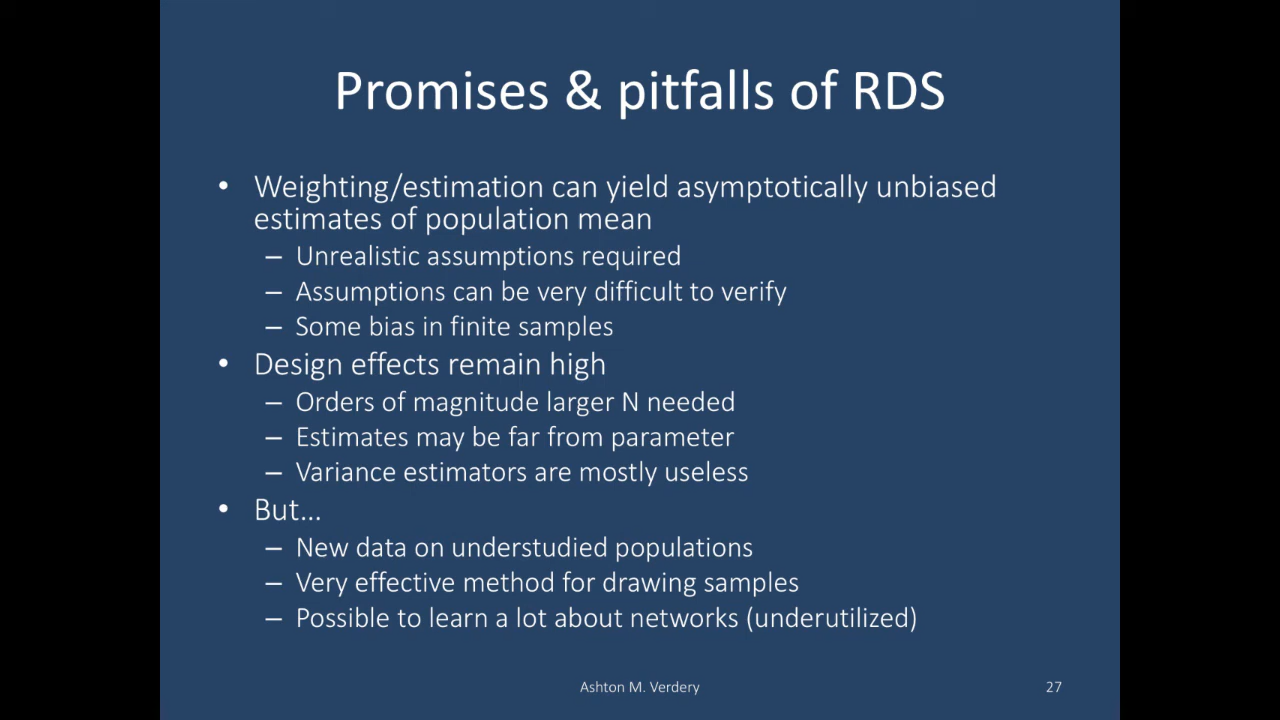 Promises & pitfalls of RDS
• Weighting/estimation can yield asymptotically unbiased
estimates of population mean
– Unrealistic assumptions required
– Assumptions can be very difficult to verify
– Some bias in finite samples
• Design effects remain high
– Orders of magnitude larger N needed
– Estimates may be far from parameter
– Variance estimators are mostly useless
• But...
– New data on understudied populations
– Very effective method for drawing samples
– Possible to learn a lot about networks (underutilized)
Ashton M. Verdery
27